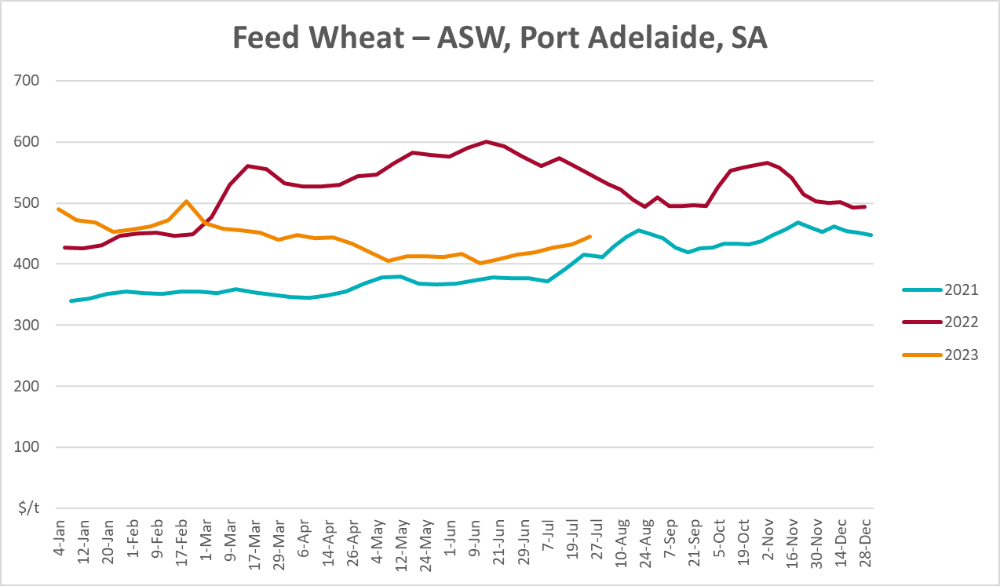 Feed Wheat – ASW, Port Adelaide, SA
700
600
500
400
300
200
100
$/t
4-Jan
12-Jan
20-Jan
1-Feb
9-Feb
17-Feb
1-Mar
9-Mar
17-Mar
29-Mar
6-Apr
14-Apr
26-Apr
4-May
12-May
24-May
1-Jun
9-Jun
21-Jun
29-Jun
7-Jul
19-Jul
27-Jul
10-Aug
24-Aug
7-Sep
21-Sep
5-Oct
19-Oct
2-Nov
16-Nov
30-Nov
14-Dec
28-Dec
2021
2022
2023